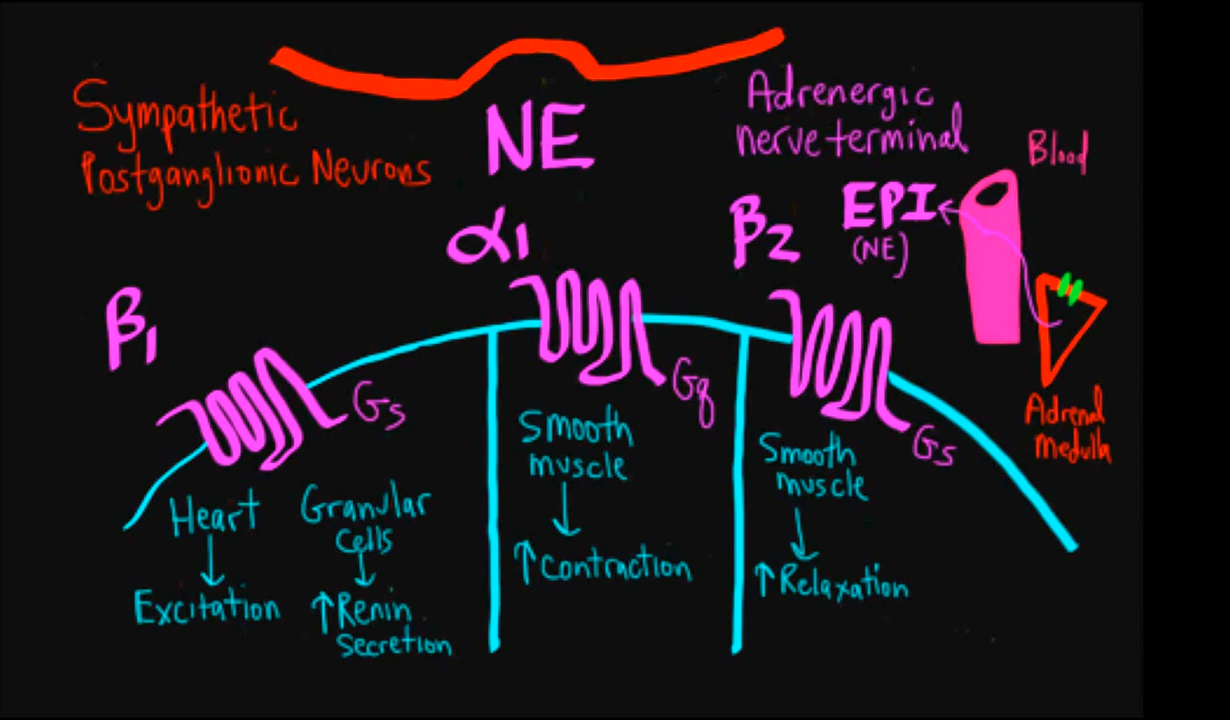 Sympathetic
Postganglionic Neurons
NE
Adrenergic
nerve terminal
Blood
EPI
(NE)
Adrenal
medulla
β1
Gs
Heart
↓
Excitation
Granular
Cells
↓
↑Renin
Secretion
α1
Gq
Smooth
muscle
↓
↑Contraction
β2
Gs
Smooth
muscle
↓
↑Relaxation